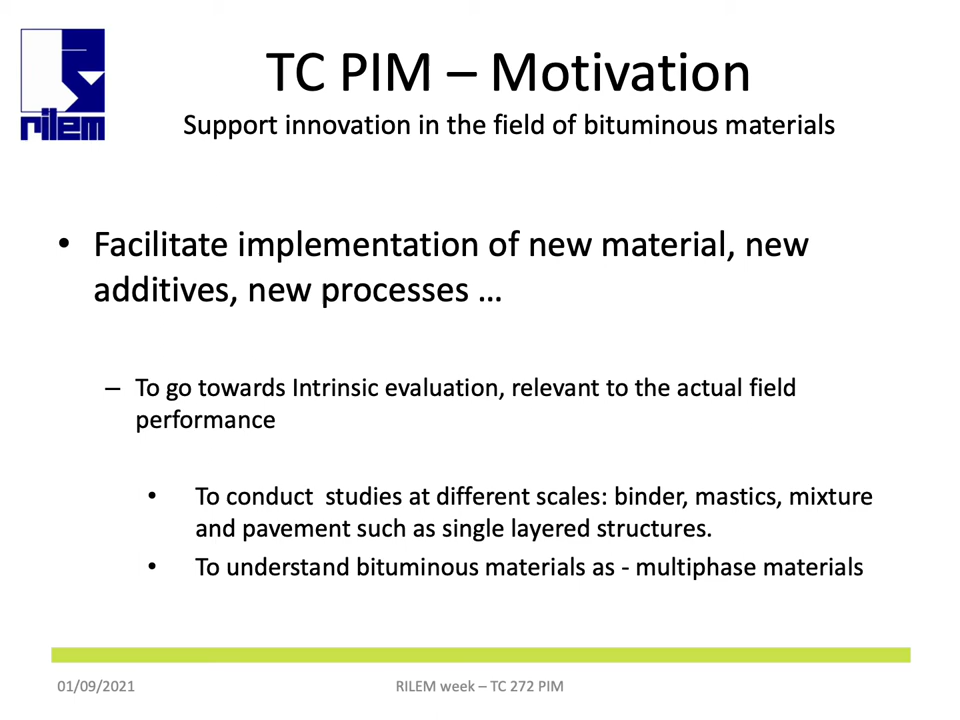 rilem
TC PIM – Motivation
Support innovation in the field of bituminous materials
• Facilitate implementation of new material, new
additives, new processes …
– To go towards Intrinsic evaluation, relevant to the actual field
performance
• To conduct  studies at different scales: binder, mastics, mixture
and pavement such as single layered structures.
• To understand bituminous materials as - multiphase materials
01/09/2021
RILEM week – TC 272 PIM